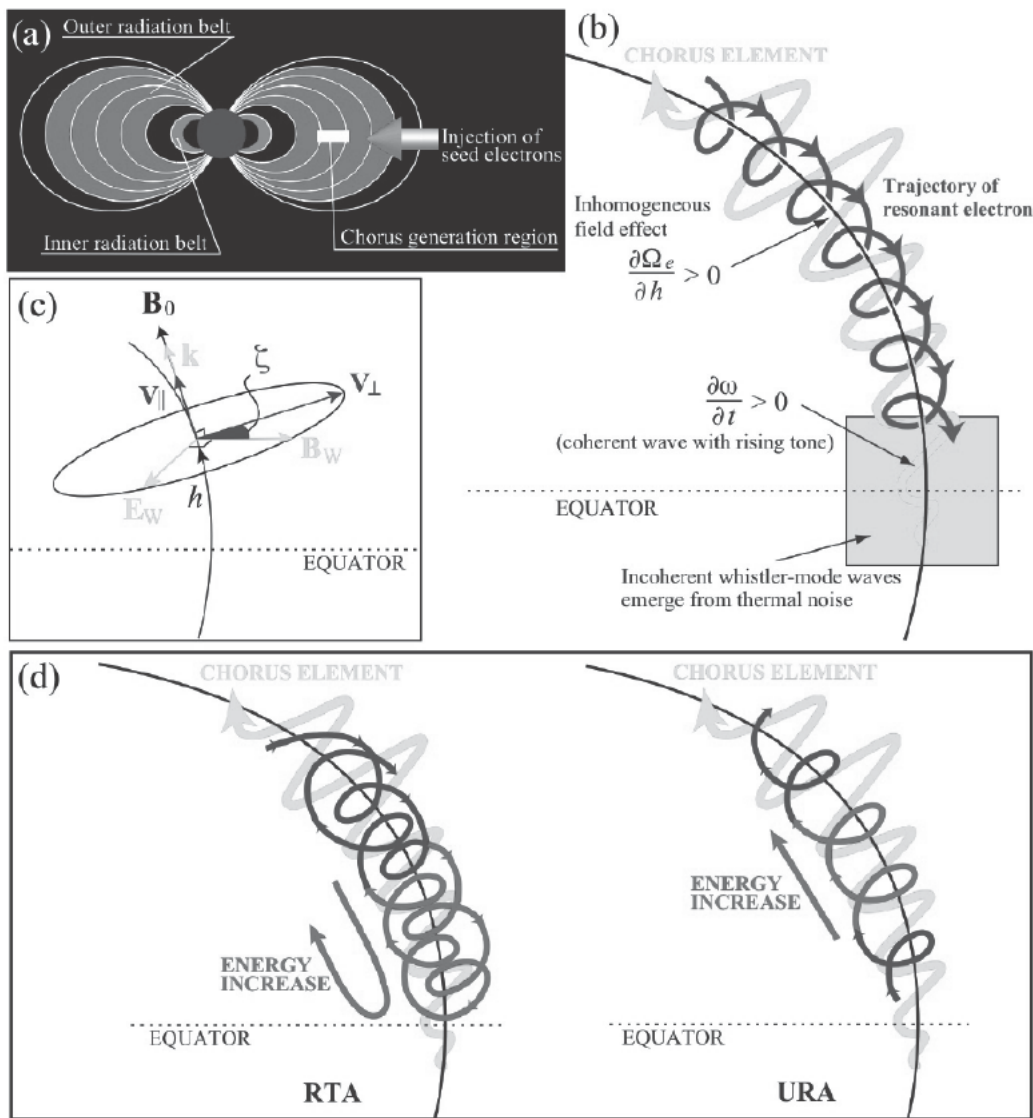 (a)
Outer radiation belt
Injection of
seed electrons
Inner radiation belt
Chorus generation region
(b)
CHORUS ELEMENT
Trajectory of
resonant electron
Inhomogeneous
field effect
∂Ωe/∂h > 0
∂ω/∂t > 0
(coherent wave with rising tone)
EQUATOR
Incoherent whistler-mode waves
emerge from thermal noise
(c)
B0
k
ζ
V∥
V⊥
BW
EW
h
EQUATOR
(d)
CHORUS ELEMENT
ENERGY
INCREASE
EQUATOR
RTA
CHORUS ELEMENT
ENERGY
INCREASE
EQUATOR
URA